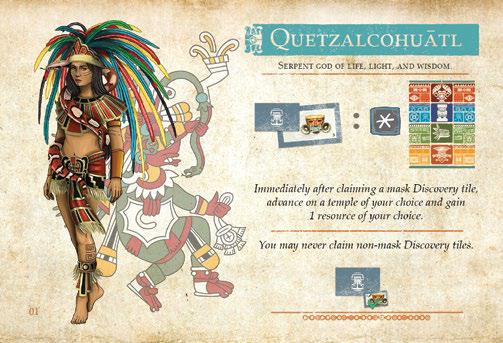 QUETZALCOHUĀTL
SERPENT GOD OF LIFE, LIGHT, AND WISDOM.
:
Immediately after claiming a mask Discovery tile,
advance on a temple of your choice and gain
1 resource of your choice.
You may never claim non-mask Discovery tiles.
01